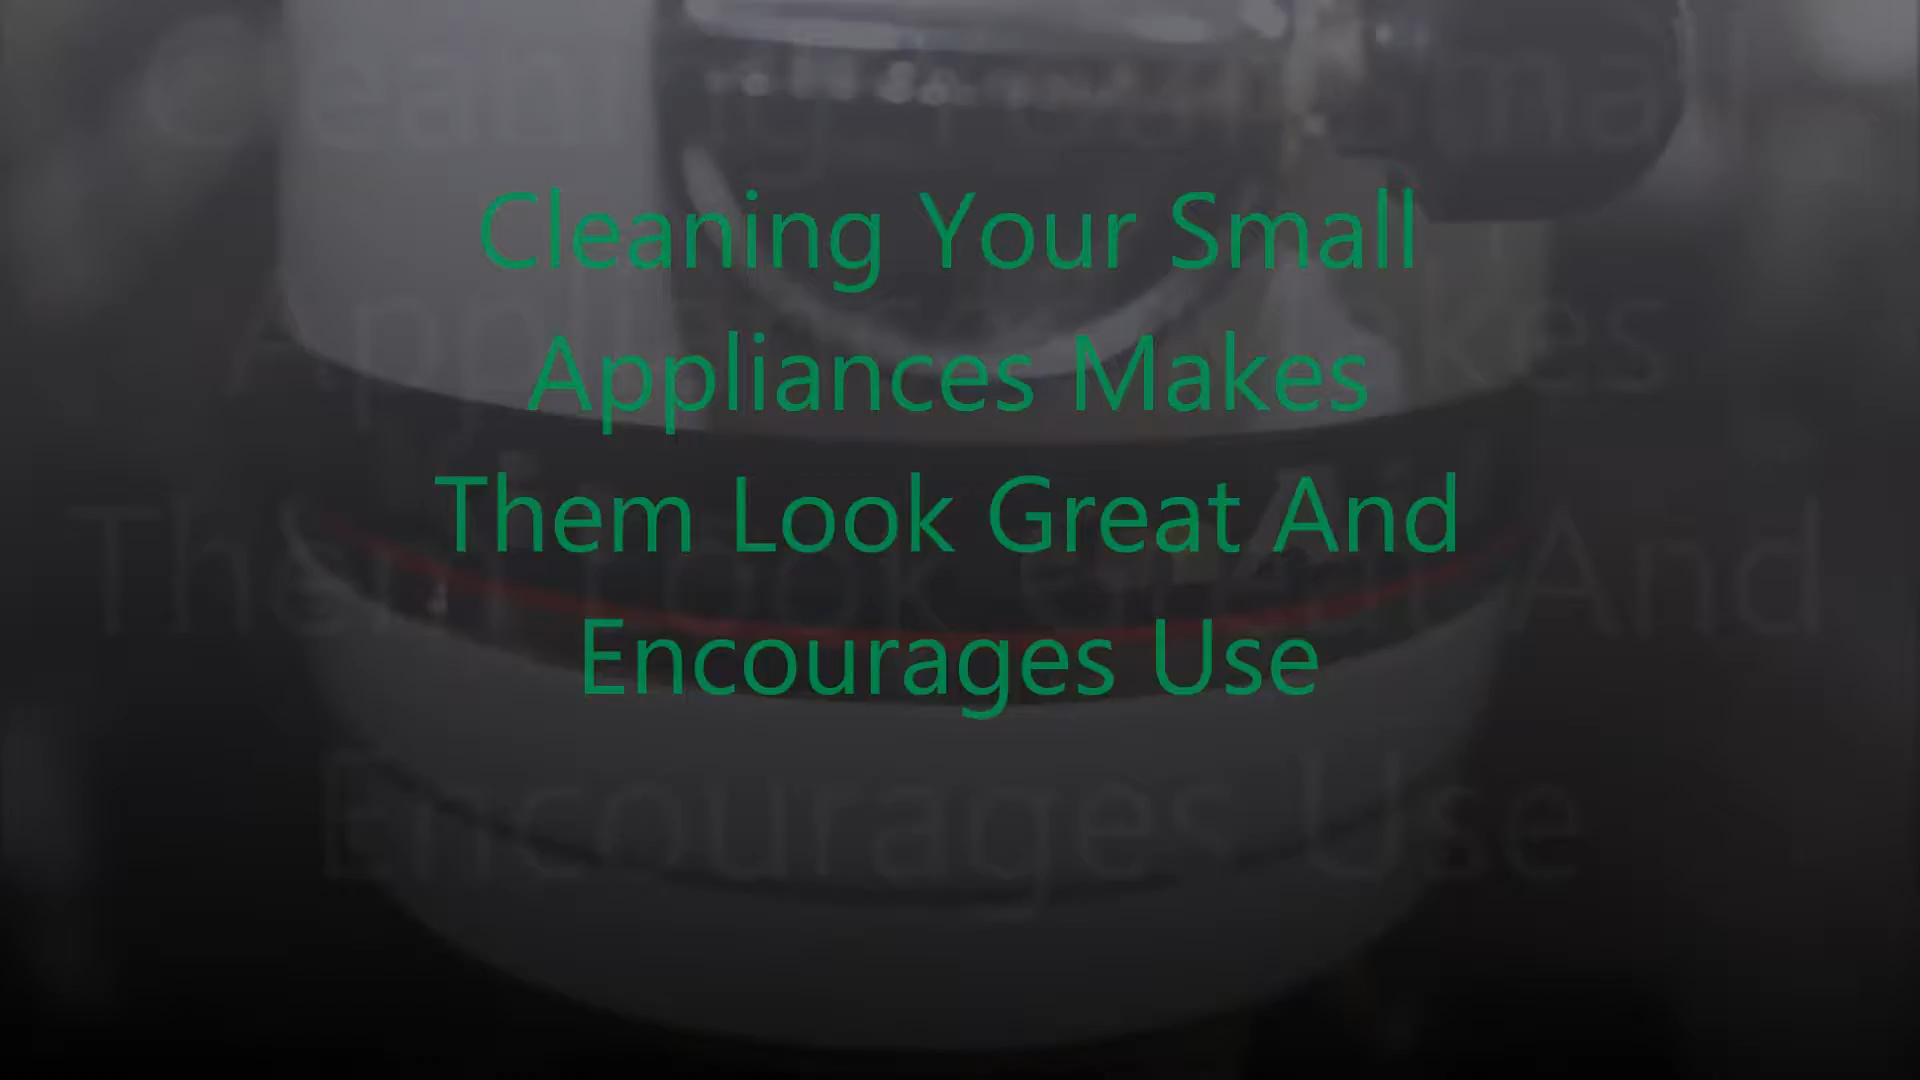 Cleaning Your Small
Appliances Makes
Them Look Great And
Encourages Use